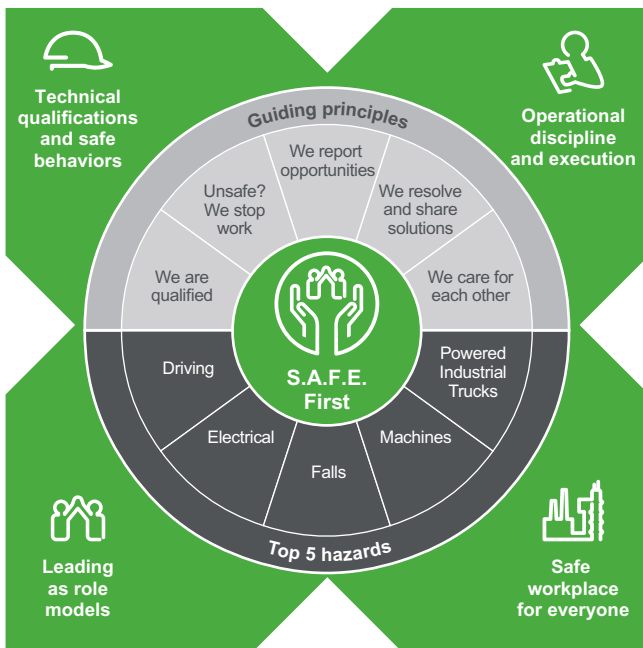 Technical
qualifications
and safe
behaviors
Operational
discipline
and execution
Guiding principles
We are
qualified
Unsafe?
We stop
work
We report
opportunities
We resolve
and share
solutions
We care for
each other
S.A.F.E.
First
Driving
Electrical
Falls
Machines
Powered
Industrial
Trucks
Top 5 hazards
Leading
as role
models
Safe
workplace
for everyone